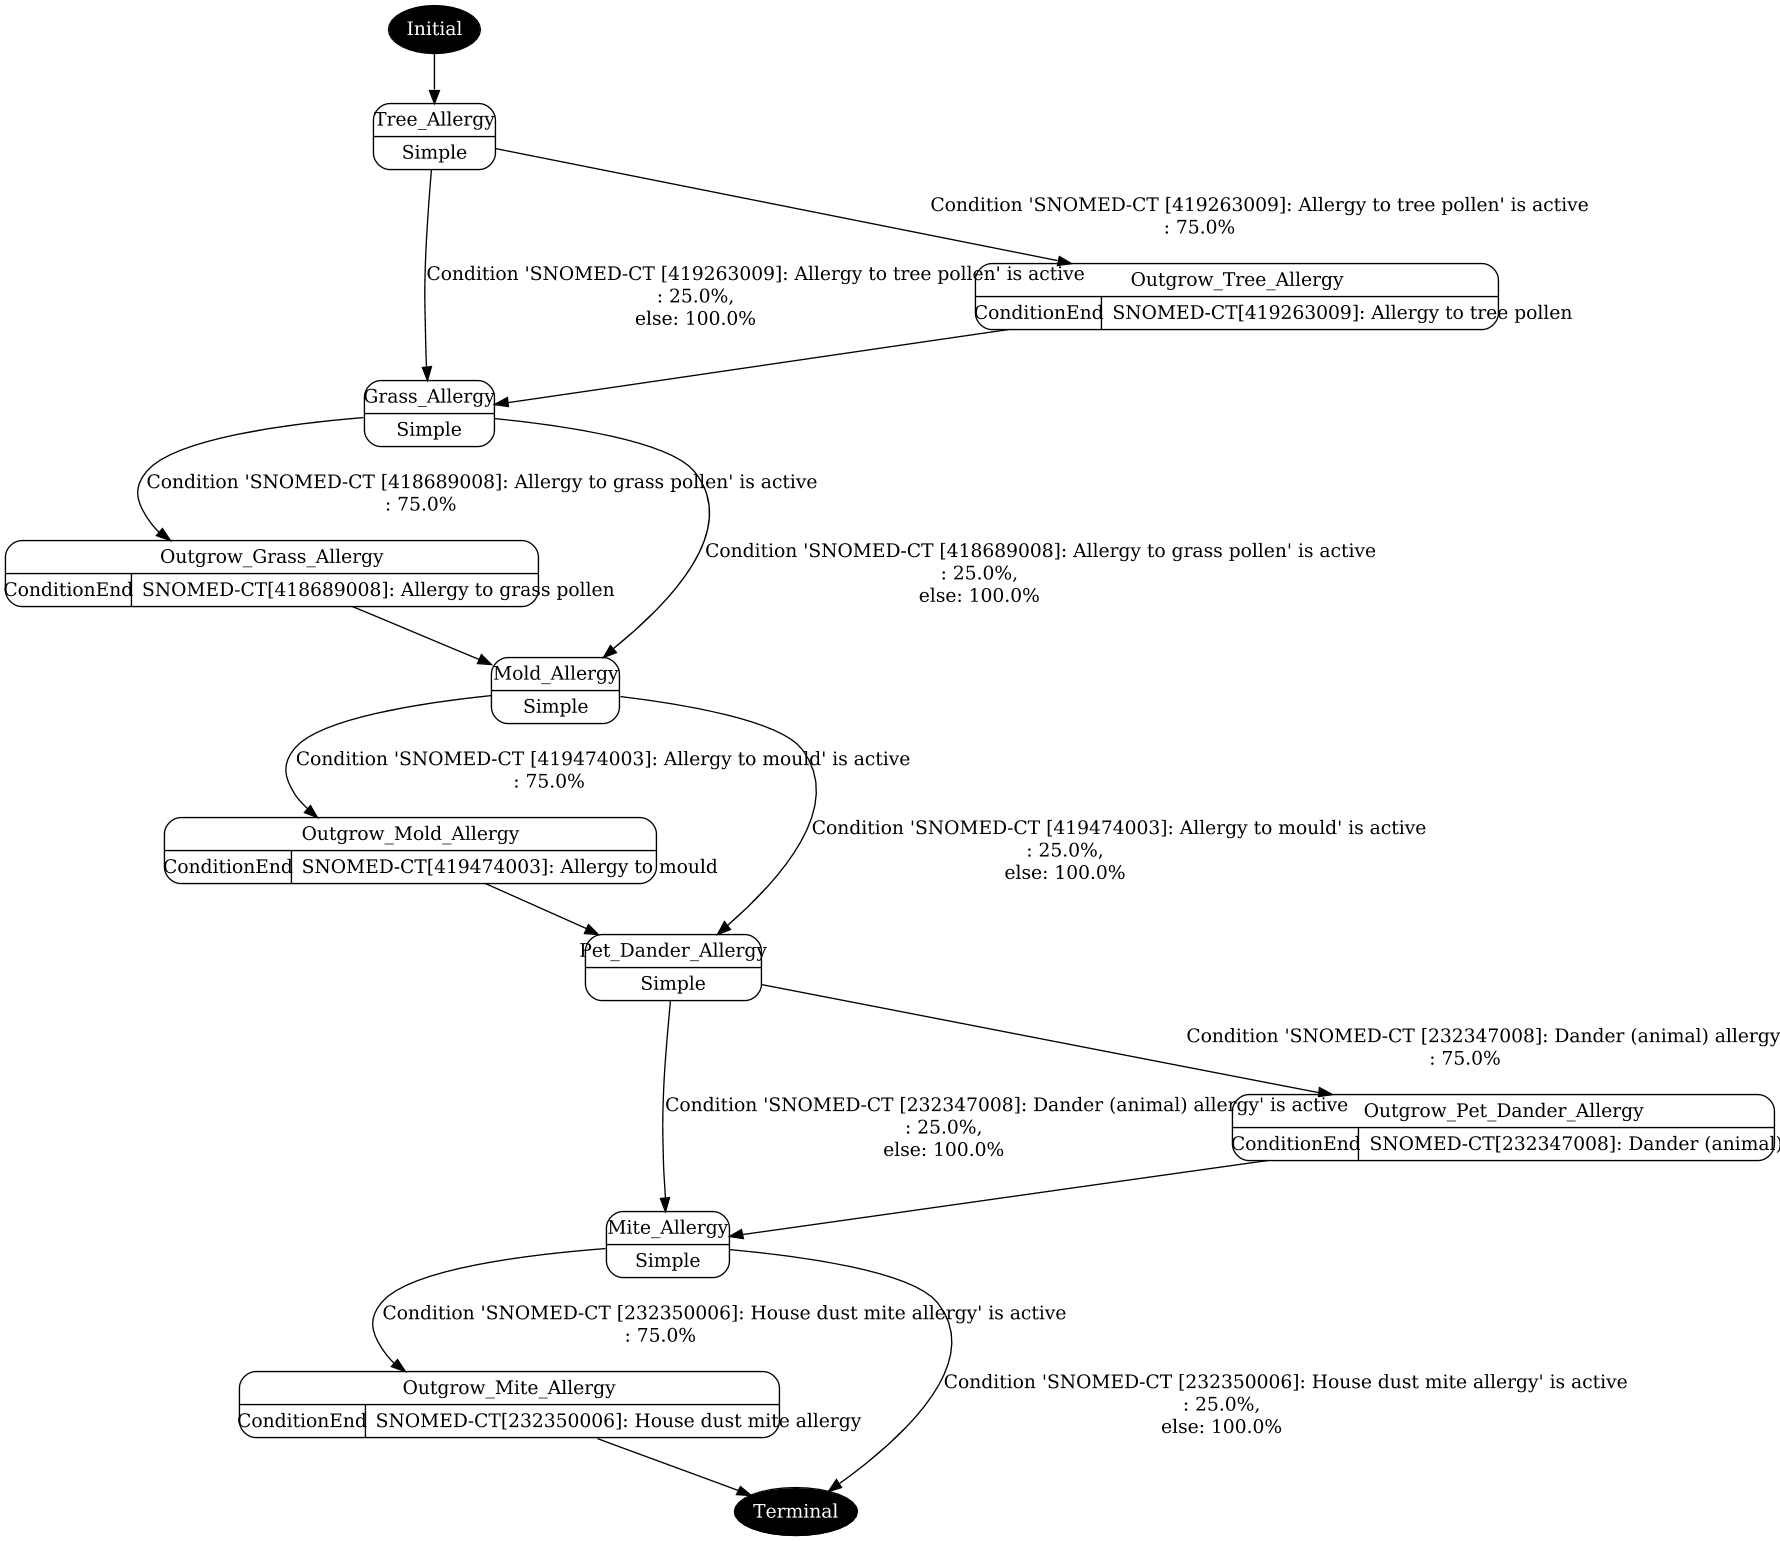 Initial
Tree_Allergy
Simple
Condition 'SNOMED-CT [419263009]: Allergy to tree pollen' is active
: 75.0%
Condition 'SNOMED-CT [419263009]: Allergy to tree pollen' is active
: 25.0%,
else: 100.0%
Outgrow_Tree_Allergy
ConditionEnd SNOMED-CT[419263009]: Allergy to tree pollen
Grass_Allergy
Simple
Condition 'SNOMED-CT [418689008]: Allergy to grass pollen' is active
: 75.0%
Condition 'SNOMED-CT [418689008]: Allergy to grass pollen' is active
: 25.0%,
else: 100.0%
Outgrow_Grass_Allergy
ConditionEnd SNOMED-CT[418689008]: Allergy to grass pollen
Mold_Allergy
Simple
Condition 'SNOMED-CT [419474003]: Allergy to mould' is active
: 75.0%
Condition 'SNOMED-CT [419474003]: Allergy to mould' is active
: 25.0%,
else: 100.0%
Outgrow_Mold_Allergy
ConditionEnd SNOMED-CT[419474003]: Allergy to mould
Pet_Dander_Allergy
Simple
Condition 'SNOMED-CT [232347008]: Dander (animal) allergy
: 75.0%
Condition 'SNOMED-CT [232347008]: Dander (animal) allergy' is active
: 25.0%,
else: 100.0%
Outgrow_Pet_Dander_Allergy
ConditionEnd SNOMED-CT[232347008]: Dander (animal)
Mite_Allergy
Simple
Condition 'SNOMED-CT [232350006]: House dust mite allergy' is active
: 75.0%
Condition 'SNOMED-CT [232350006]: House dust mite allergy' is active
: 25.0%,
else: 100.0%
Outgrow_Mite_Allergy
ConditionEnd SNOMED-CT[232350006]: House dust mite allergy
Terminal